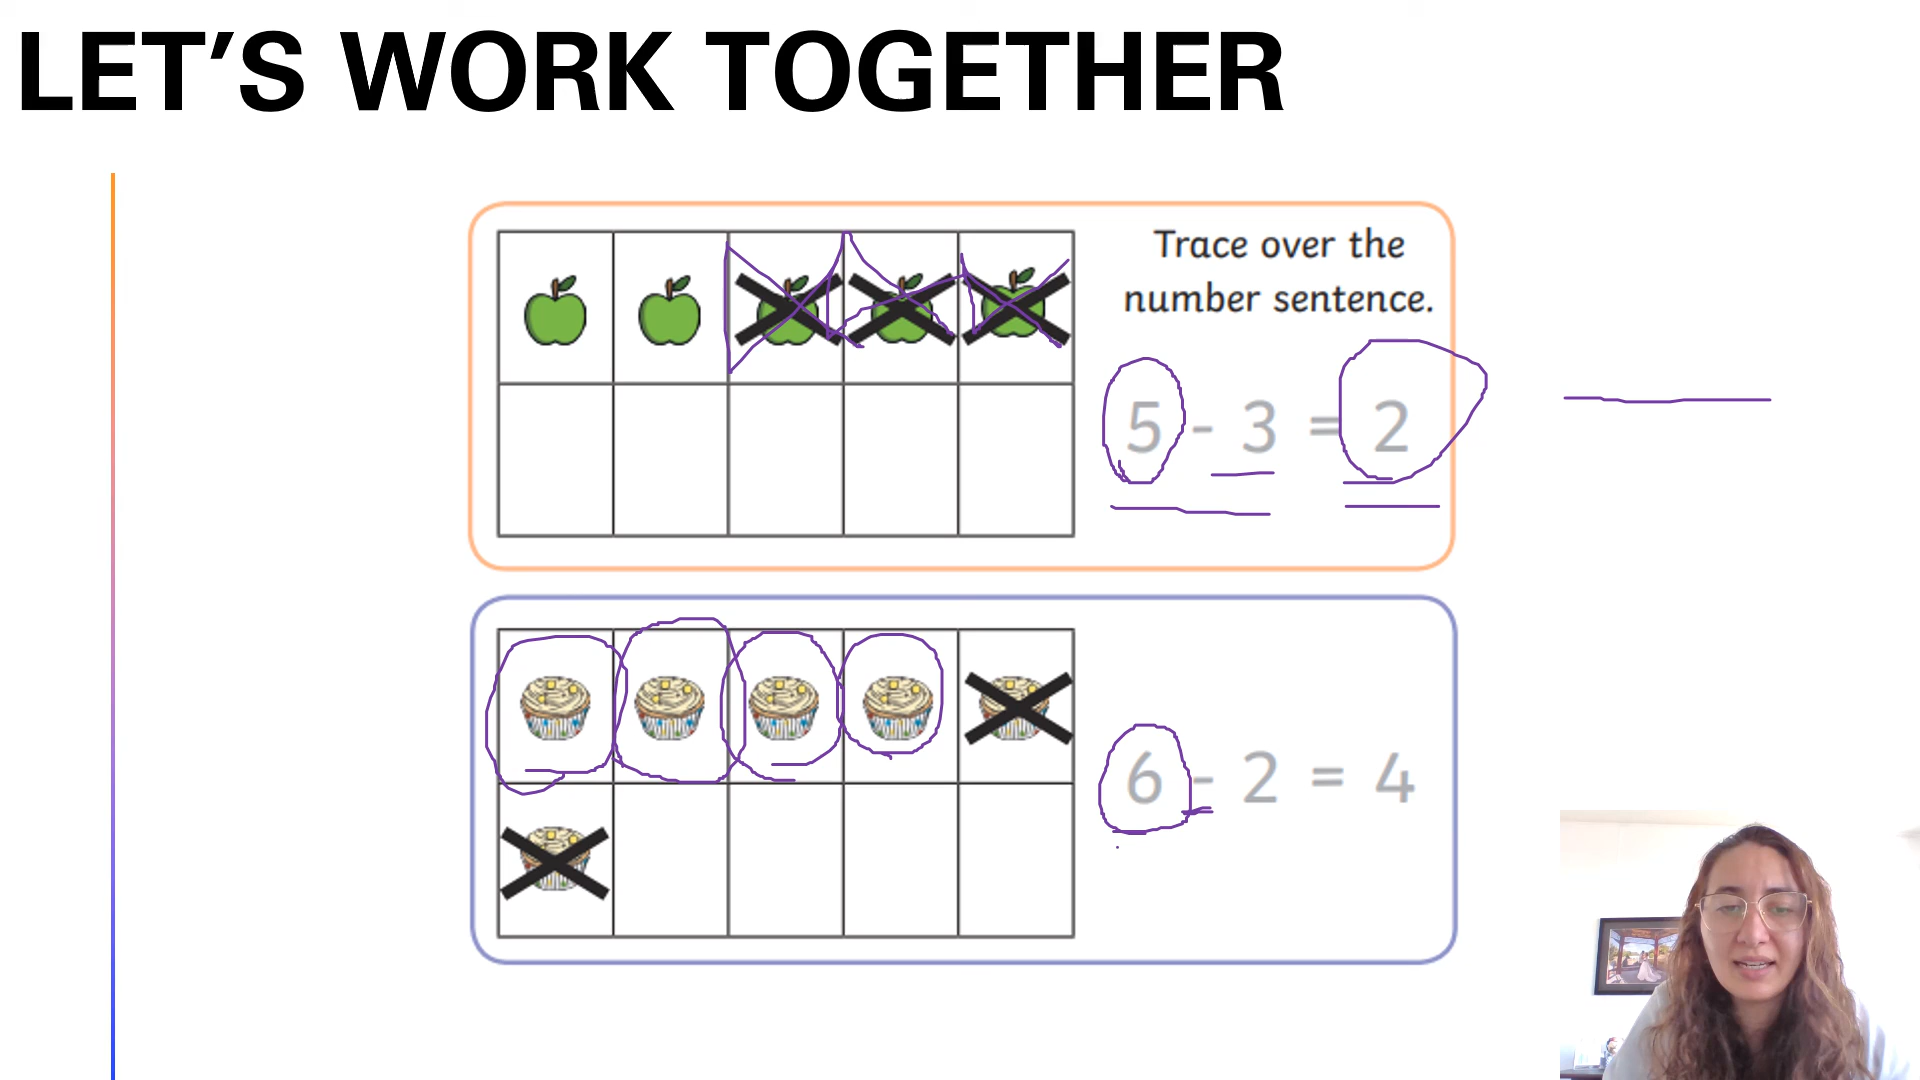 LET’S WORK TOGETHER
Trace over the
number sentence.
5 - 3 = 2
6 - 2 = 4